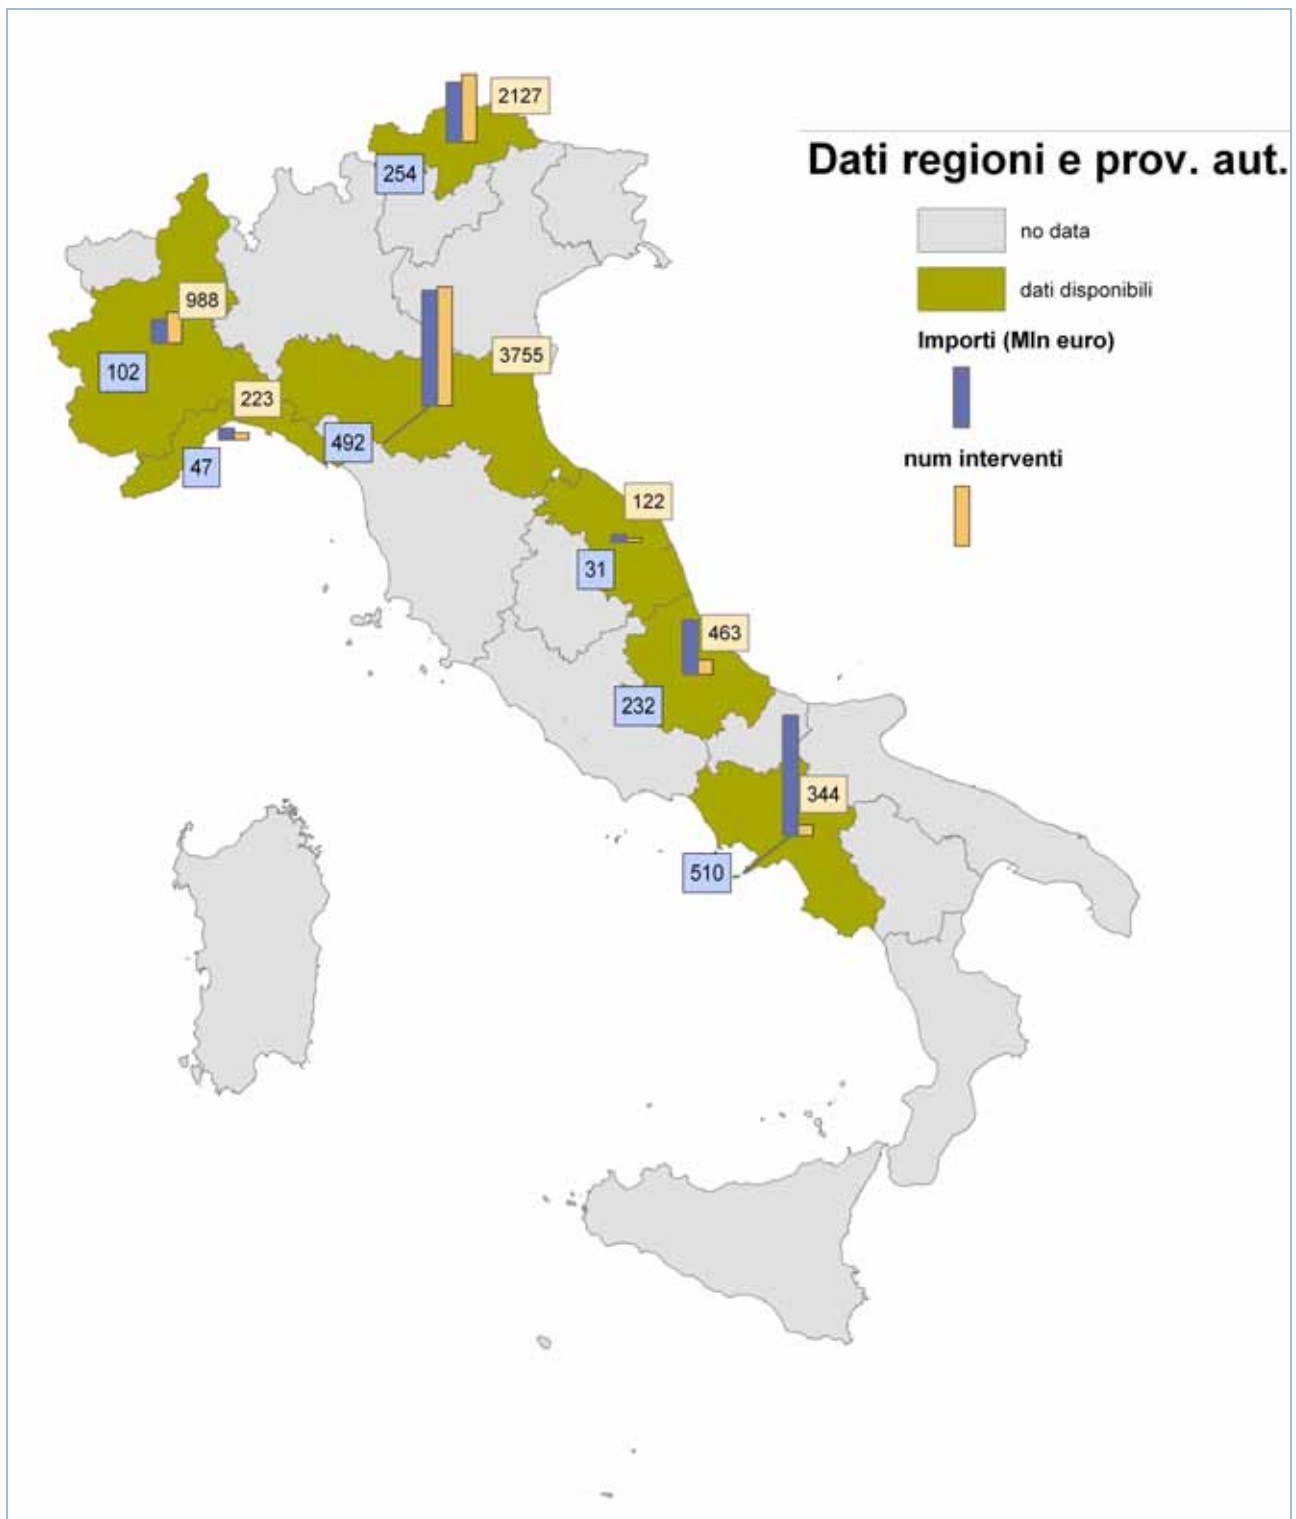 2127
Dati regioni e prov. aut.
254
no data
dati disponibili
988
Importi (Mln euro)
3755
102
223
492
num interventi
47
122
31
463
232
344
510